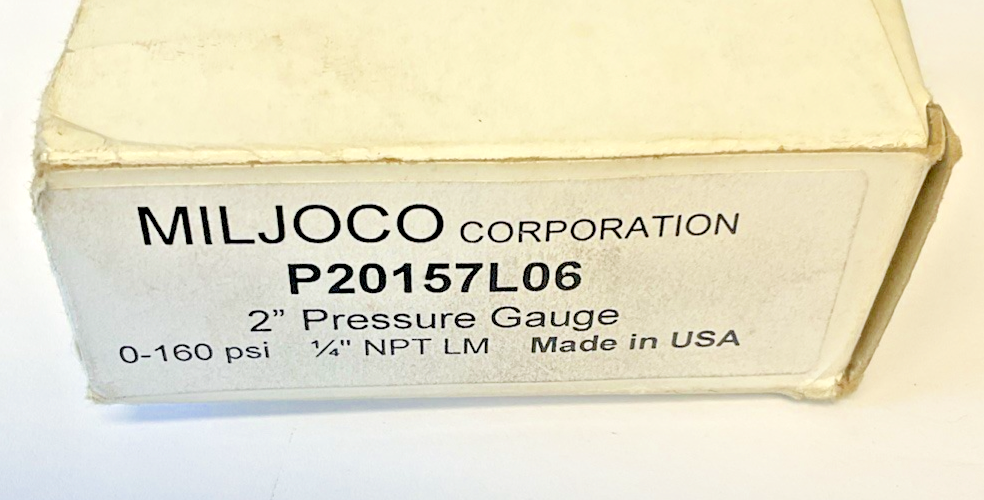 MILJOCO CORPORATION
P20157L06
2” Pressure Gauge
0-160 psi ¼" NPT LM Made in USA